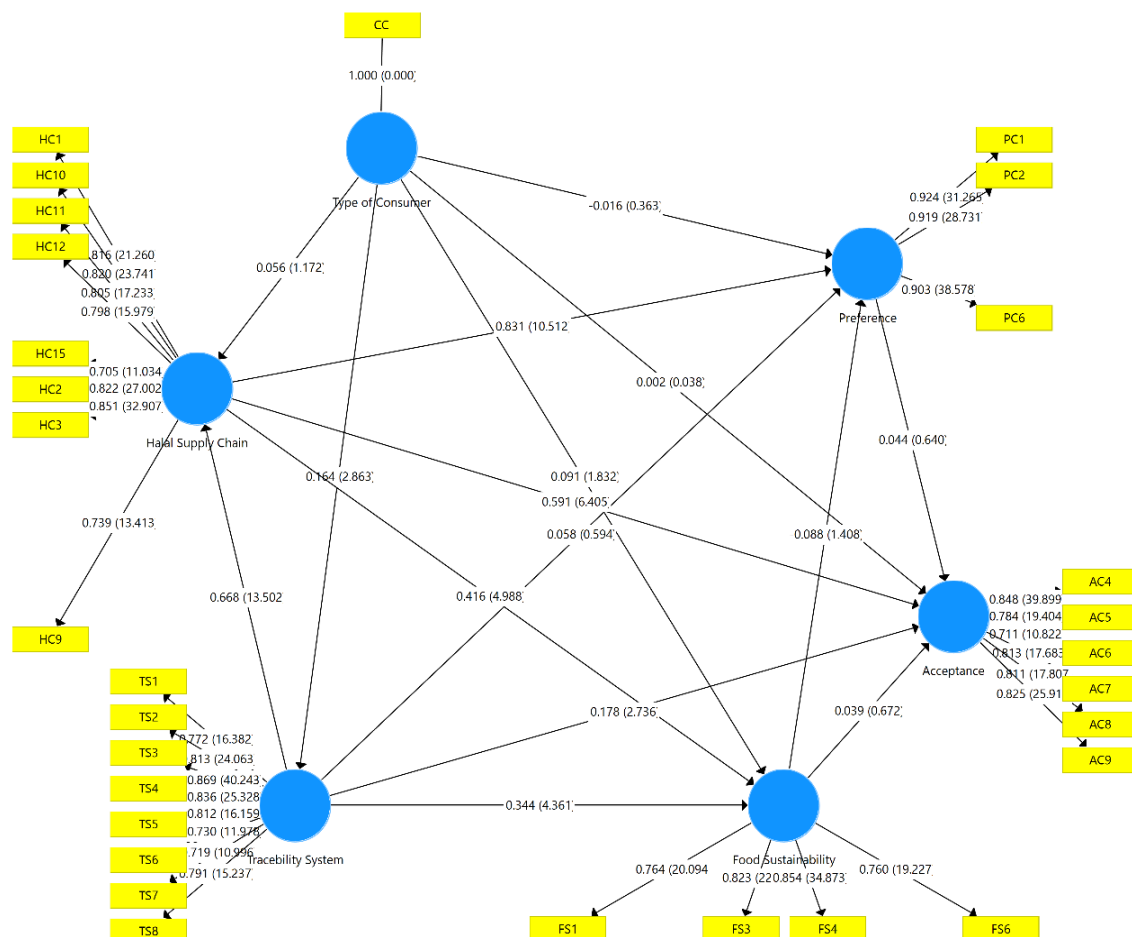 CC
1.000 (0.000)
Type of Consumer
HC1
HC10
HC11
HC12
.816 (21.260)
0.820 (23.741)
0.805 (17.233)
0.798 (15.979)
HC15
HC2
HC3
0.705 (11.034
0.822 (27.002
0.851 (32.907)
Halal Supply Chain
0.739 (13.413)
HC9
PC1
PC2
PC6
0.924 (31.265)
0.919 (28.731)
0.903 (38.578)
Preference
-0.016 (0.363)
0.056 (1.172)
0.831 (10.512
0.002 (0.038)
0.044 (0.640)
0.164 (2.863)
0.091 (1.832)
0.591 (6.405)
0.058 (0.594)
0.088 (1.408)
0.668 (13.502
0.416 (4.988)
AC4
AC5
AC6
AC7
AC8
AC9
0.848 (39.899)
0.784 (19.404)
0.711 (10.822)
0.813 (17.683)
0.811 (17.807
0.825 (25.91
Acceptance
0.178 (2.736)
0.039 (0.672)
TS1
TS2
TS3
TS4
TS5
TS6
TS7
TS8
0.772 (16.382)
.813 (24.063)
0.869 (40.243)
0.836 (25.328
0.812 (16.159
0.730 (11.978)
.719 (10.996
0.791 (15.237)
Tracebility System
0.344 (4.361)
Food Sustainability
0.764 (20.094
0.823 (22
0.854 (34.873)
0.760 (19.227)
FS1
FS3
FS4
FS6